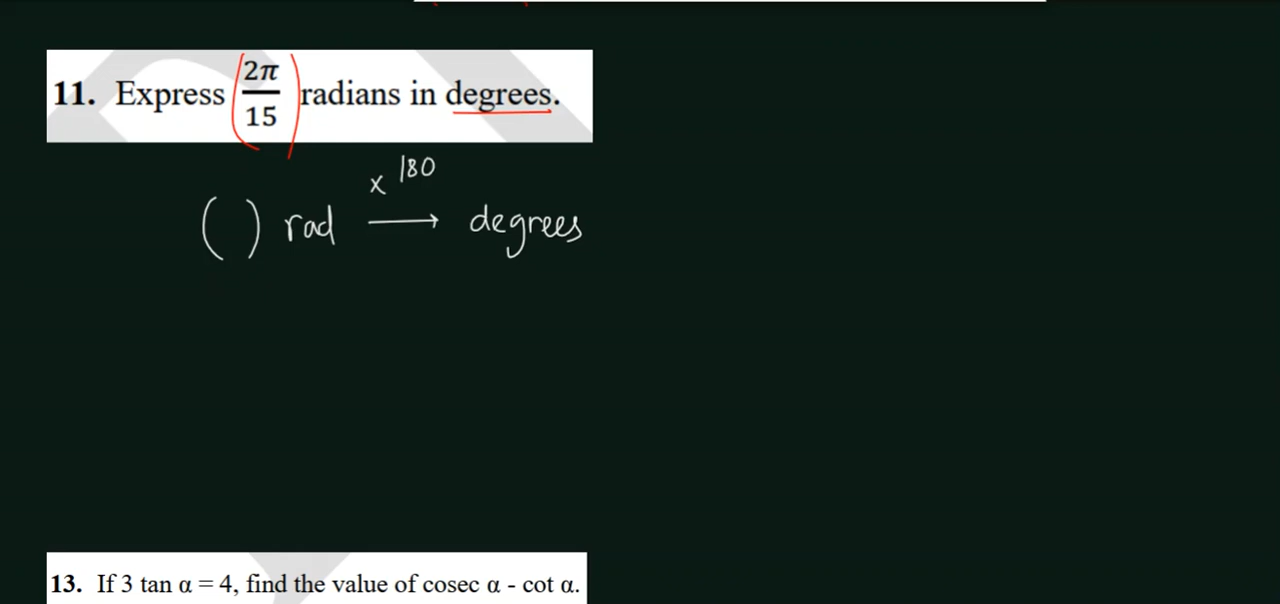 11. Express (2π/15) radians in degrees.
× 180
( ) rad → degrees
13. If 3 tan α = 4, find the value of cosec α - cot α.